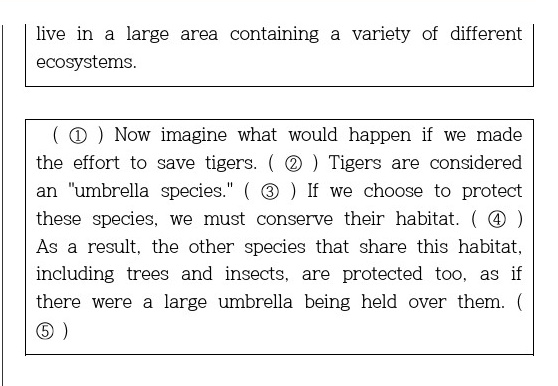 live in a large area containing a variety of different
ecosystems.
( ① ) Now imagine what would happen if we made
the effort to save tigers. ( ② ) Tigers are considered
an "umbrella species." ( ③ ) If we choose to protect
these species, we must conserve their habitat. ( ④ )
As a result, the other species that share this habitat,
including trees and insects, are protected too, as if
there were a large umbrella being held over them. (
⑤ )